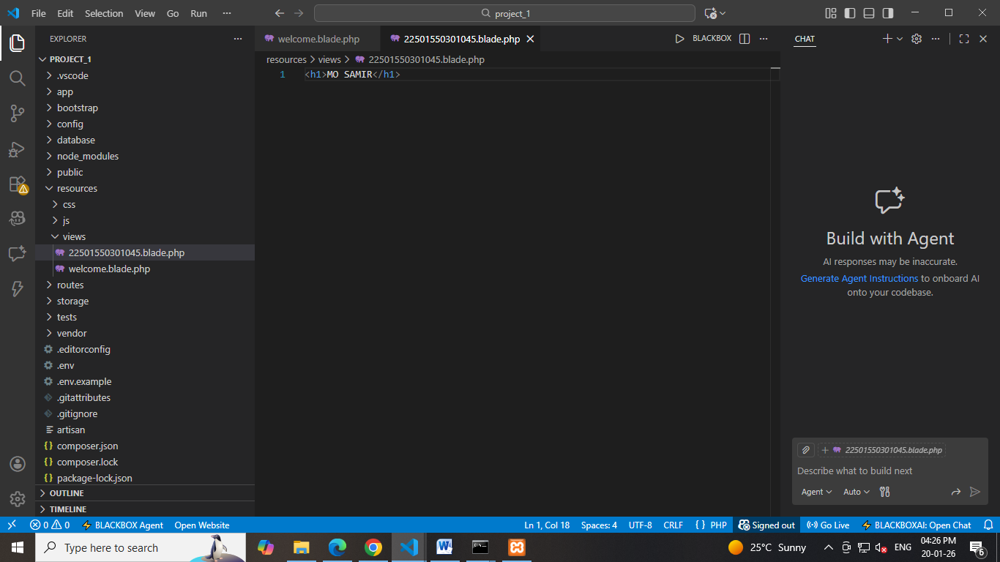 File Edit Selection View Go Run ···
project_1
EXPLORER ···
PROJECT_1
.vscode
app
bootstrap
config
database
node_modules
public
resources
css
js
views
22501550301045.blade.php
welcome.blade.php
routes
storage
tests
vendor
.editorconfig
.env
.env.example
.gitattributes
.gitignore
artisan
composer.json
composer.lock
package-lock.json
OUTLINE
TIMELINE
welcome.blade.php 22501550301045.blade.php BLACKBOX ···
resources > views > 22501550301045.blade.php
1 <h1>MO SAMIR</h1>
CHAT ···
Build with Agent
AI responses may be inaccurate.
Generate Agent Instructions to onboard AI
onto your codebase.
+ 22501550301045.blade.php
Describe what to build next
Agent Auto
0 0 BLACKBOX Agent Open Website Ln 1, Col 18 Spaces: 4 UTF-8 CRLF { } PHP Signed out Go Live BLACKBOXAI: Open Chat
Type here to search 25°C Sunny ENG 04:26 PM
20-01-26
6